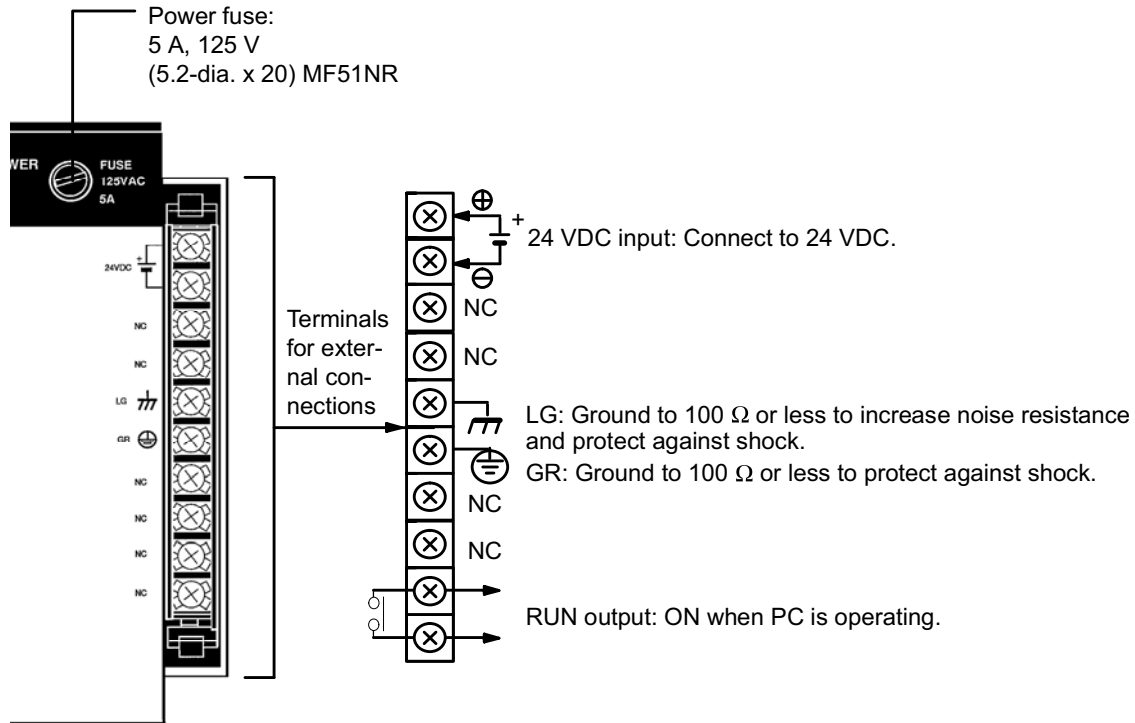 Power fuse:
5 A, 125 V
(5.2-dia. x 20) MF51NR
WER
FUSE
125VAC
5A
+
24VDC
NC
NC
LG
GR
NC
NC
NC
NC
Terminals
for exter-
nal con-
nections
+
24 VDC input: Connect to 24 VDC.
NC
NC
LG: Ground to 100 Ω or less to increase noise resistance
and protect against shock.
GR: Ground to 100 Ω or less to protect against shock.
NC
NC
RUN output: ON when PC is operating.